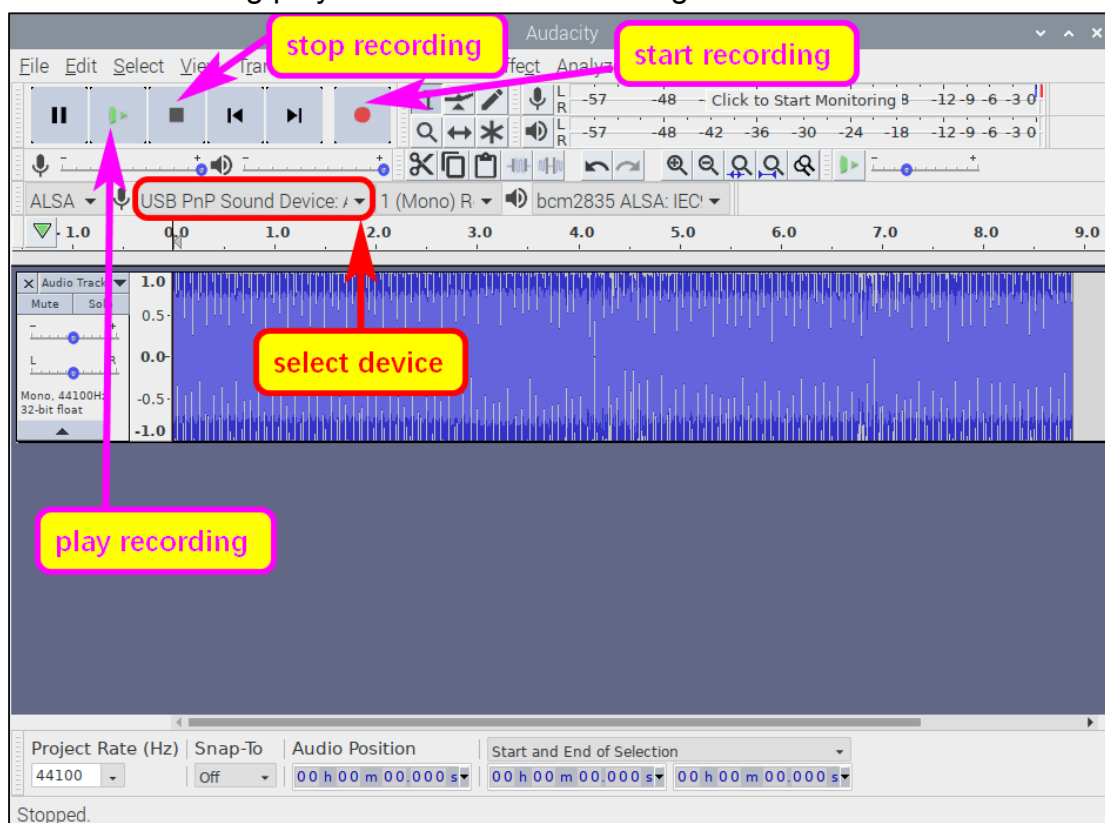 Audacity
stop recording
start recording
File Edit Select
L
R -57 -48 Click to Start Monitoring -12 -9 -6 -3 0
L
R -57 -48 -42 -36 -30 -24 -18 -12 -9 -6 -3 0
ALSA USB PnP Sound Device: 1 (Mono) R bcm2835 ALSA: IEC
1.0 0.0 1.0 2.0 3.0 4.0 5.0 6.0 7.0 8.0 9.0
Audio Track 1.0
Mute
0.5
- +
L R 0.0
select device
Mono, 44100Hz -0.5
32-bit float
-1.0
play recording
Project Rate (Hz) Snap-To Audio Position Start and End of Selection
44100 Off 00 h 00 m 00.000 s 00 h 00 m 00.000 s 00 h 00 m 00.000 s
Stopped.